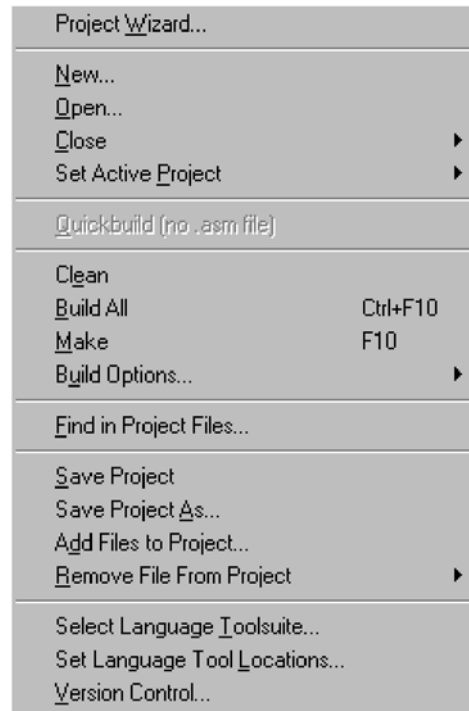 Project Wizard...
New...
Open...
Close
Set Active Project
Quickbuild (no .asm file)
Clean
Build All Ctrl+F10
Make F10
Build Options...
Find in Project Files...
Save Project
Save Project As...
Add Files to Project...
Remove File From Project
Select Language Toolsuite...
Set Language Tool Locations...
Version Control...